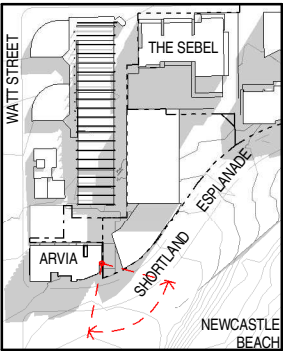 THE SEBEL
WATT STREET
ESPLANADE
SHORTLAND
ARVIA
NEWCASTLE
BEACH